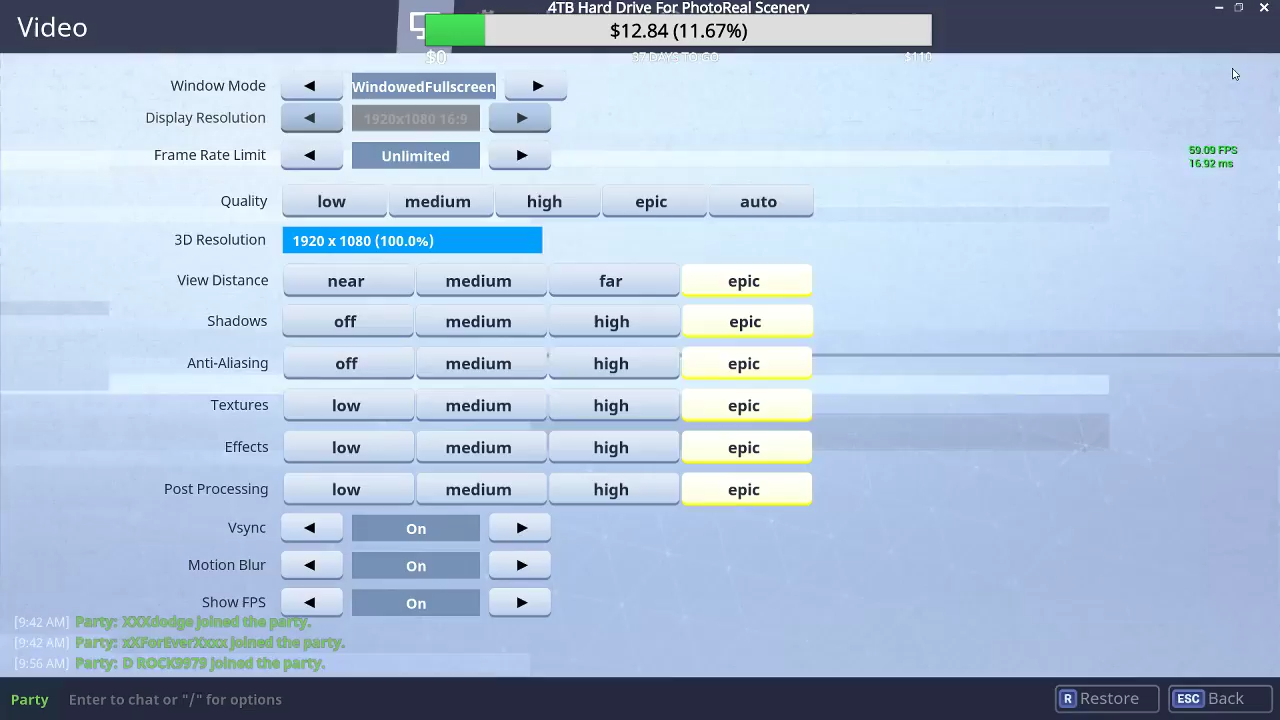 4TB Hard Drive For PhotoReal Scenery
Video
$12.84 (11.67%)
$0 37 DAYS TO GO $110
Window Mode ◀ WindowedFullscreen ▶
Display Resolution ◀ 1920x1080 16:9 ▶
Frame Rate Limit ◀ Unlimited ▶
59.09 FPS
16.92 ms
Quality low medium high epic auto
3D Resolution 1920 x 1080 (100.0%)
View Distance near medium far epic
Shadows off medium high epic
Anti-Aliasing off medium high epic
Textures low medium high epic
Effects low medium high epic
Post Processing low medium high epic
Vsync ◀ On ▶
Motion Blur ◀ On ▶
Show FPS ◀ On ▶
[9:42 AM] Party: XXXdodge joined the party.
[9:42 AM] Party: xXForEverXxxx joined the party.
[9:56 AM] Party: D ROCK9979 joined the party.
Party Enter to chat or "/" for options
R Restore ESC Back